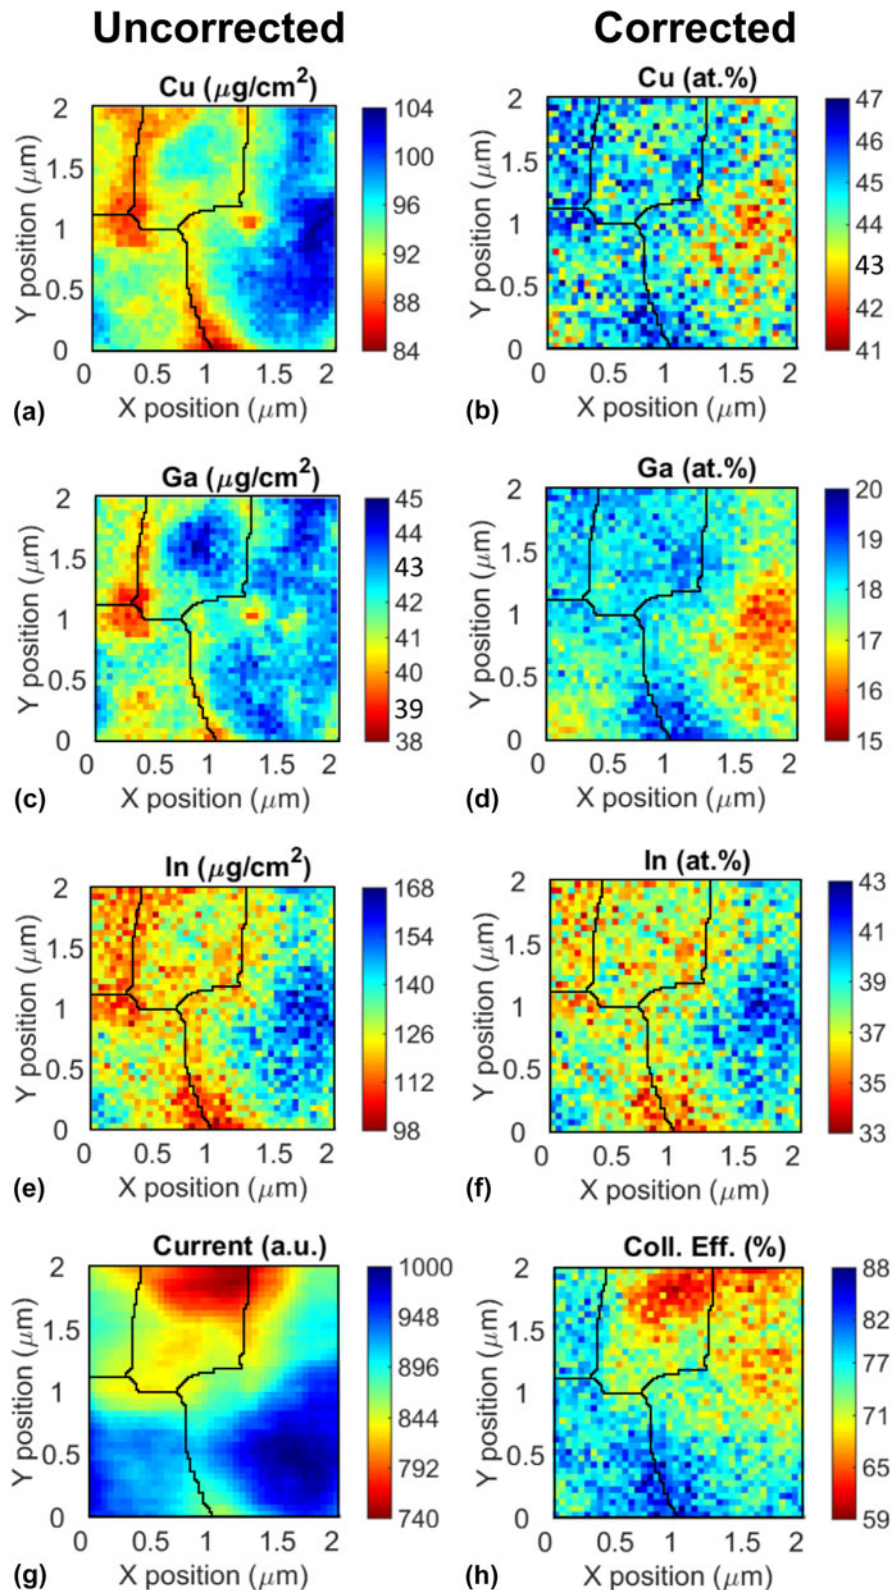 Uncorrected Corrected
Cu (μg/cm²) Cu (at.%)
2 104 2 47
100 46
1.5 1.5
96 45
1 1 44
92 43
0.5 0.5
88 42
0 84 0 41
0 0.5 1 1.5 2 0 0.5 1 1.5 2
X position (μm) X position (μm)
Y position (μm) Y position (μm)
(a) (b)
Ga (μg/cm²) Ga (at.%)
2 45 2 20
44 19
1.5 43 1.5
42 18
1 1
41 17
0.5 40 0.5 16
39
0 38 0 15
0 0.5 1 1.5 2 0 0.5 1 1.5 2
X position (μm) X position (μm)
Y position (μm) Y position (μm)
(c) (d)
In (μg/cm²) In (at.%)
2 168 2 43
154 41
1.5 1.5
140 39
1 1
126 37
0.5 112 0.5 35
0 98 0 33
0 0.5 1 1.5 2 0 0.5 1 1.5 2
X position (μm) X position (μm)
Y position (μm) Y position (μm)
(e) (f)
Current (a.u.) Coll. Eff. (%)
2 1000 2 88
948 82
1.5 1.5
896 77
1 1
844 71
0.5 792 0.5 65
0 740 0 59
0 0.5 1 1.5 2 0 0.5 1 1.5 2
X position (μm) X position (μm)
Y position (μm) Y position (μm)
(g) (h)